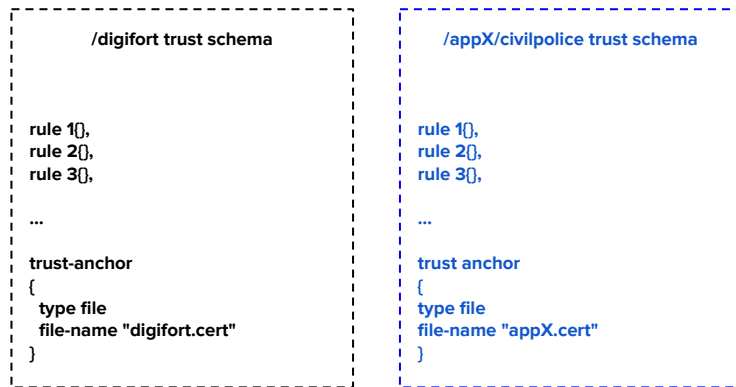 /digifort trust schema
rule 1{},
rule 2{},
rule 3{},
...
trust-anchor
{
type file
file-name "digifort.cert"
}
/appX/civilpolice trust schema
rule 1{},
rule 2{},
rule 3{},
...
trust anchor
{
type file
file-name "appX.cert"
}